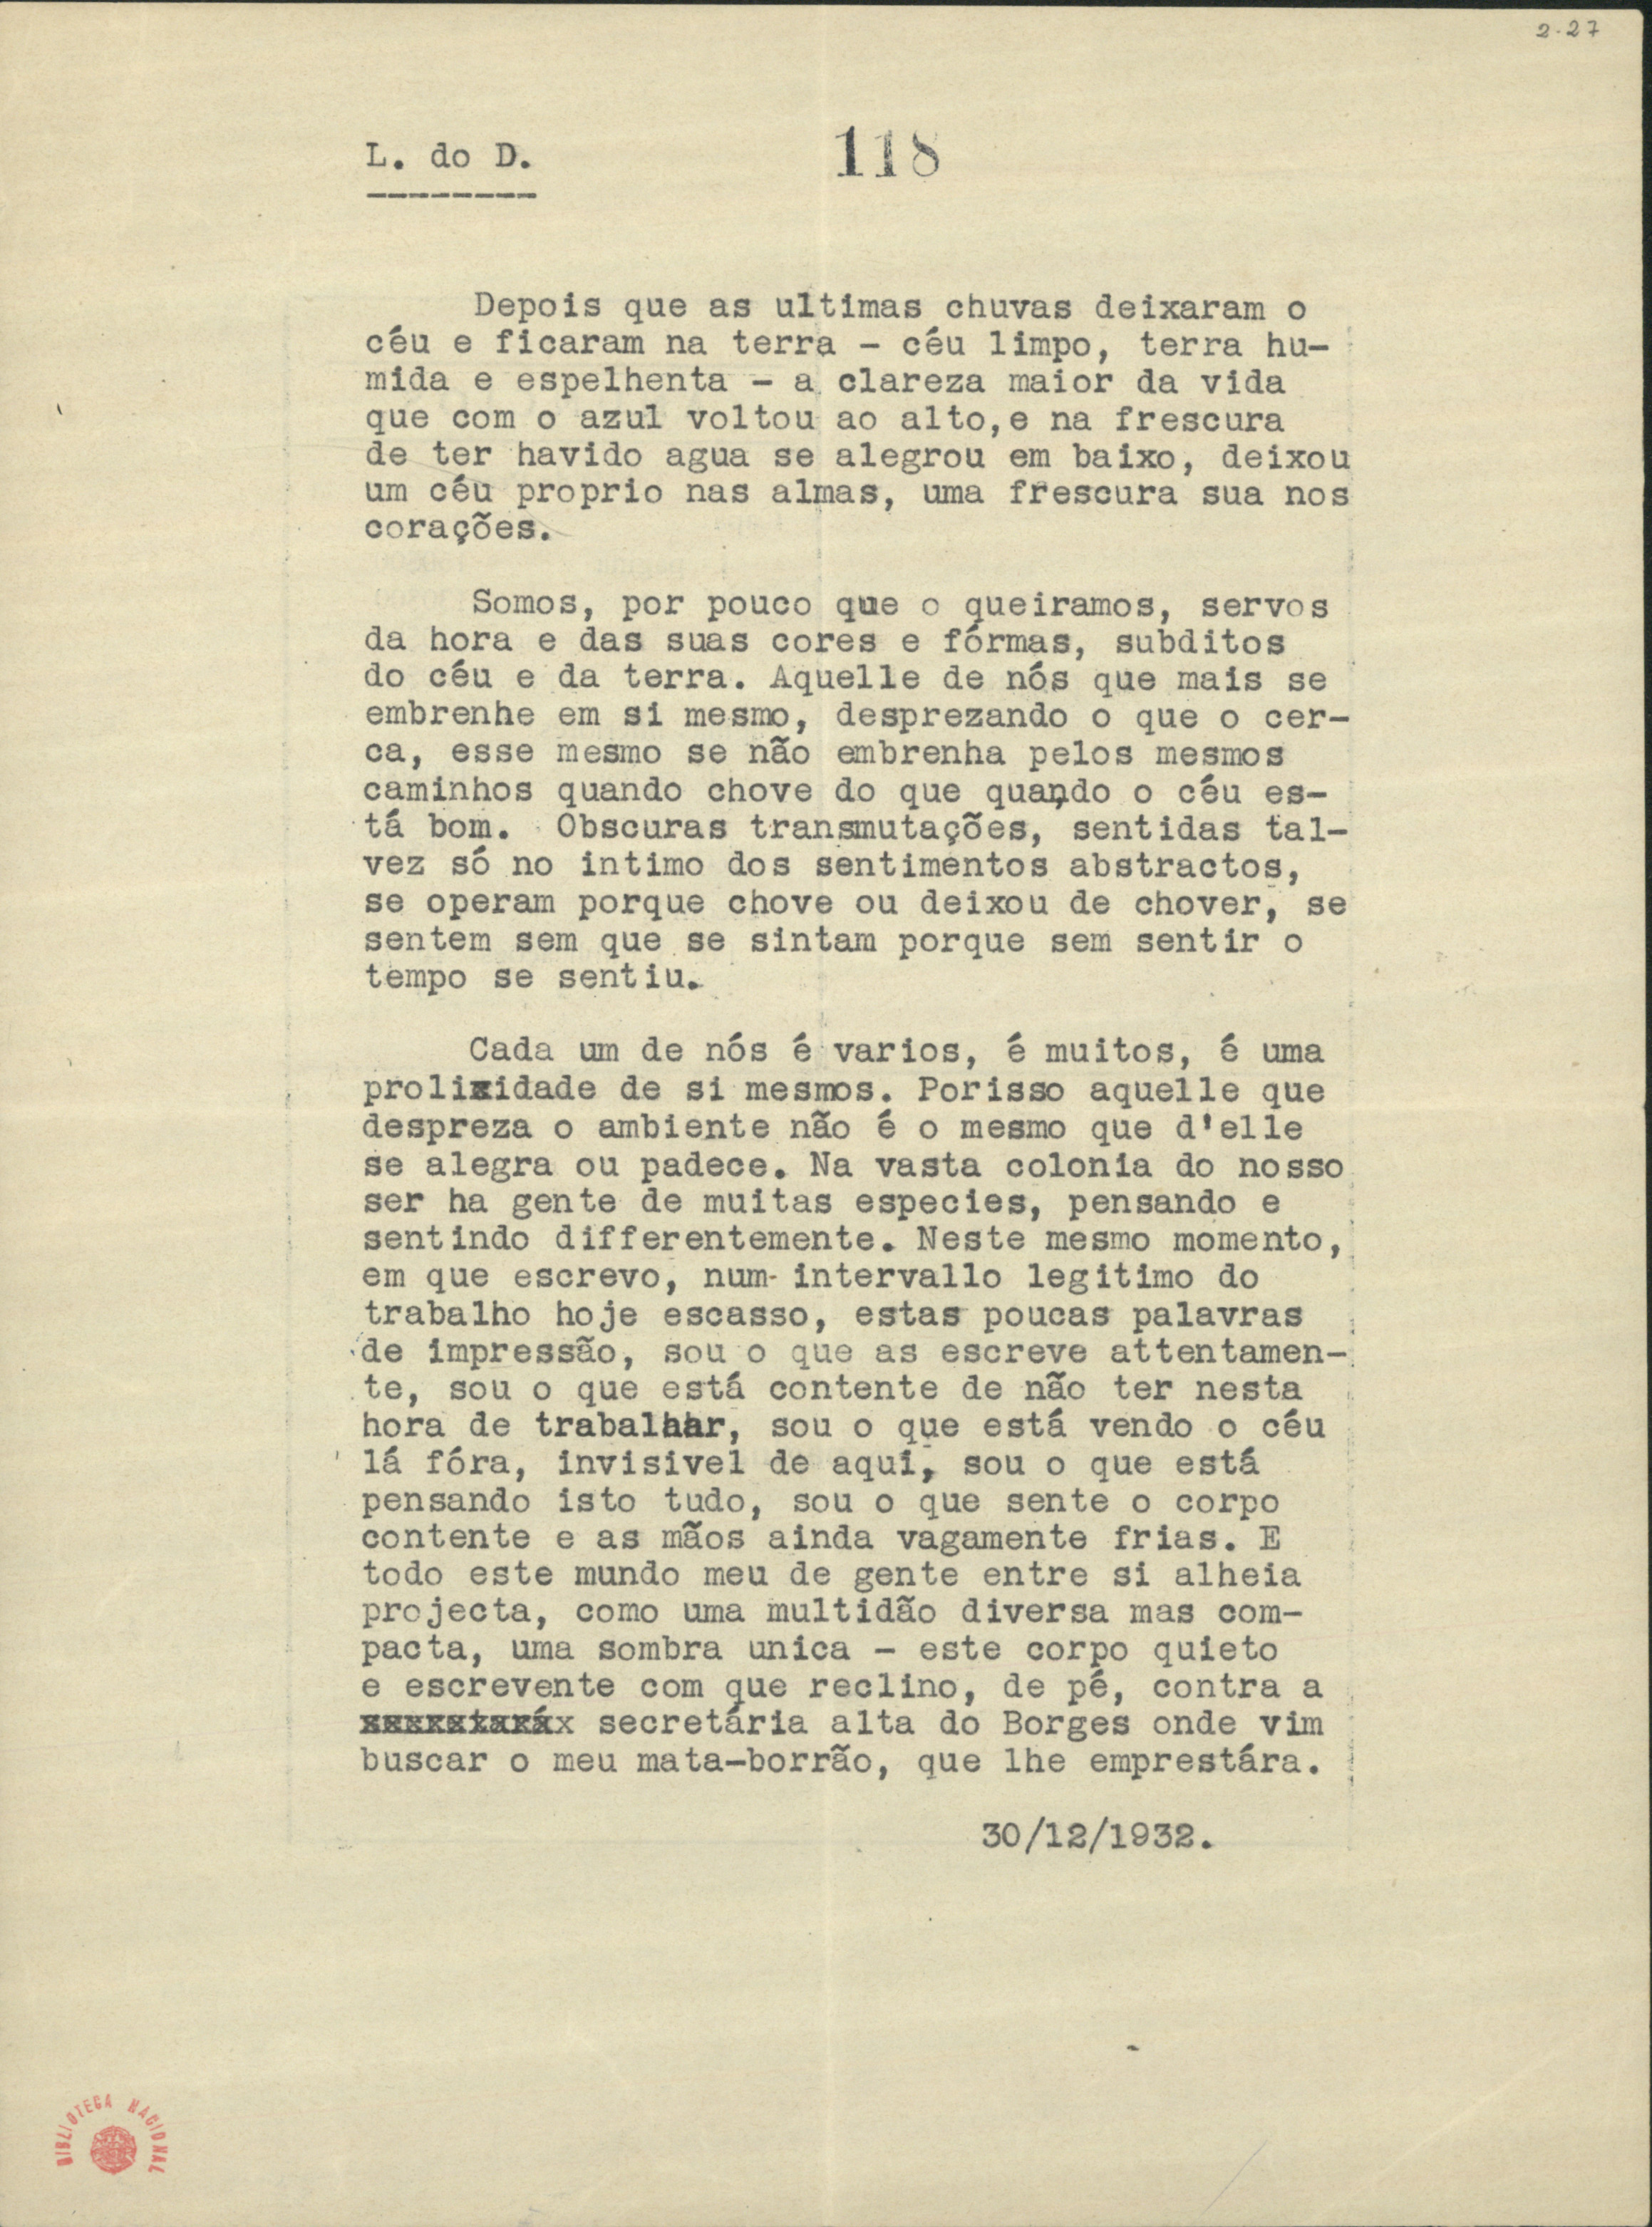 2-27
L. do D. 118
Depois que as ultimas chuvas deixaram o
céu e ficaram na terra - céu limpo, terra hu-
mida e espelhenta - a clareza maior da vida
que com o azul voltou ao alto,e na frescura
de ter havido agua se alegrou em baixo, deixou
um céu proprio nas almas, uma frescura sua nos
corações.
Somos, por pouco que o queiramos, servos
da hora e das suas cores e fórmas, subditos
do céu e da terra. Aquelle de nós que mais se
embrenhe em si mesmo, desprezando o que o cer-
ca, esse mesmo se não embrenha pelos mesmos
caminhos quando chove do que quando o céu es-
tá bom. Obscuras transmutações, sentidas tal-
vez só no intimo dos sentimentos abstractos,
se operam porque chove ou deixou de chover, se
sentem sem que se sintam porque sem sentir o
tempo se sentiu.
Cada um de nós é varios, é muitos, é uma
prolixidade de si mesmos. Porisso aquelle que
despreza o ambiente não é o mesmo que d'elle
se alegra ou padece. Na vasta colonia do nosso
ser ha gente de muitas especies, pensando e
sentindo differentemente. Neste mesmo momento,
em que escrevo, num intervallo legitimo do
trabalho hoje escasso, estas poucas palavras
de impressão, sou o que as escreve attentamen-
te, sou o que está contente de não ter nesta
hora de trabalhar, sou o que está vendo o céu
lá fóra, invisivel de aqui, sou o que está
pensando isto tudo, sou o que sente o corpo
contente e as mãos ainda vagamente frias. E
todo este mundo meu de gente entre si alheia
projecta, como uma multidão diversa mas com-
pacta, uma sombra unica - este corpo quieto
e escrevente com que reclino, de pé, contra a
secretária alta do Borges onde vim
buscar o meu mata-borrão, que lhe emprestára.
30/12/1932.
BIBLIOTECA NACIONAL